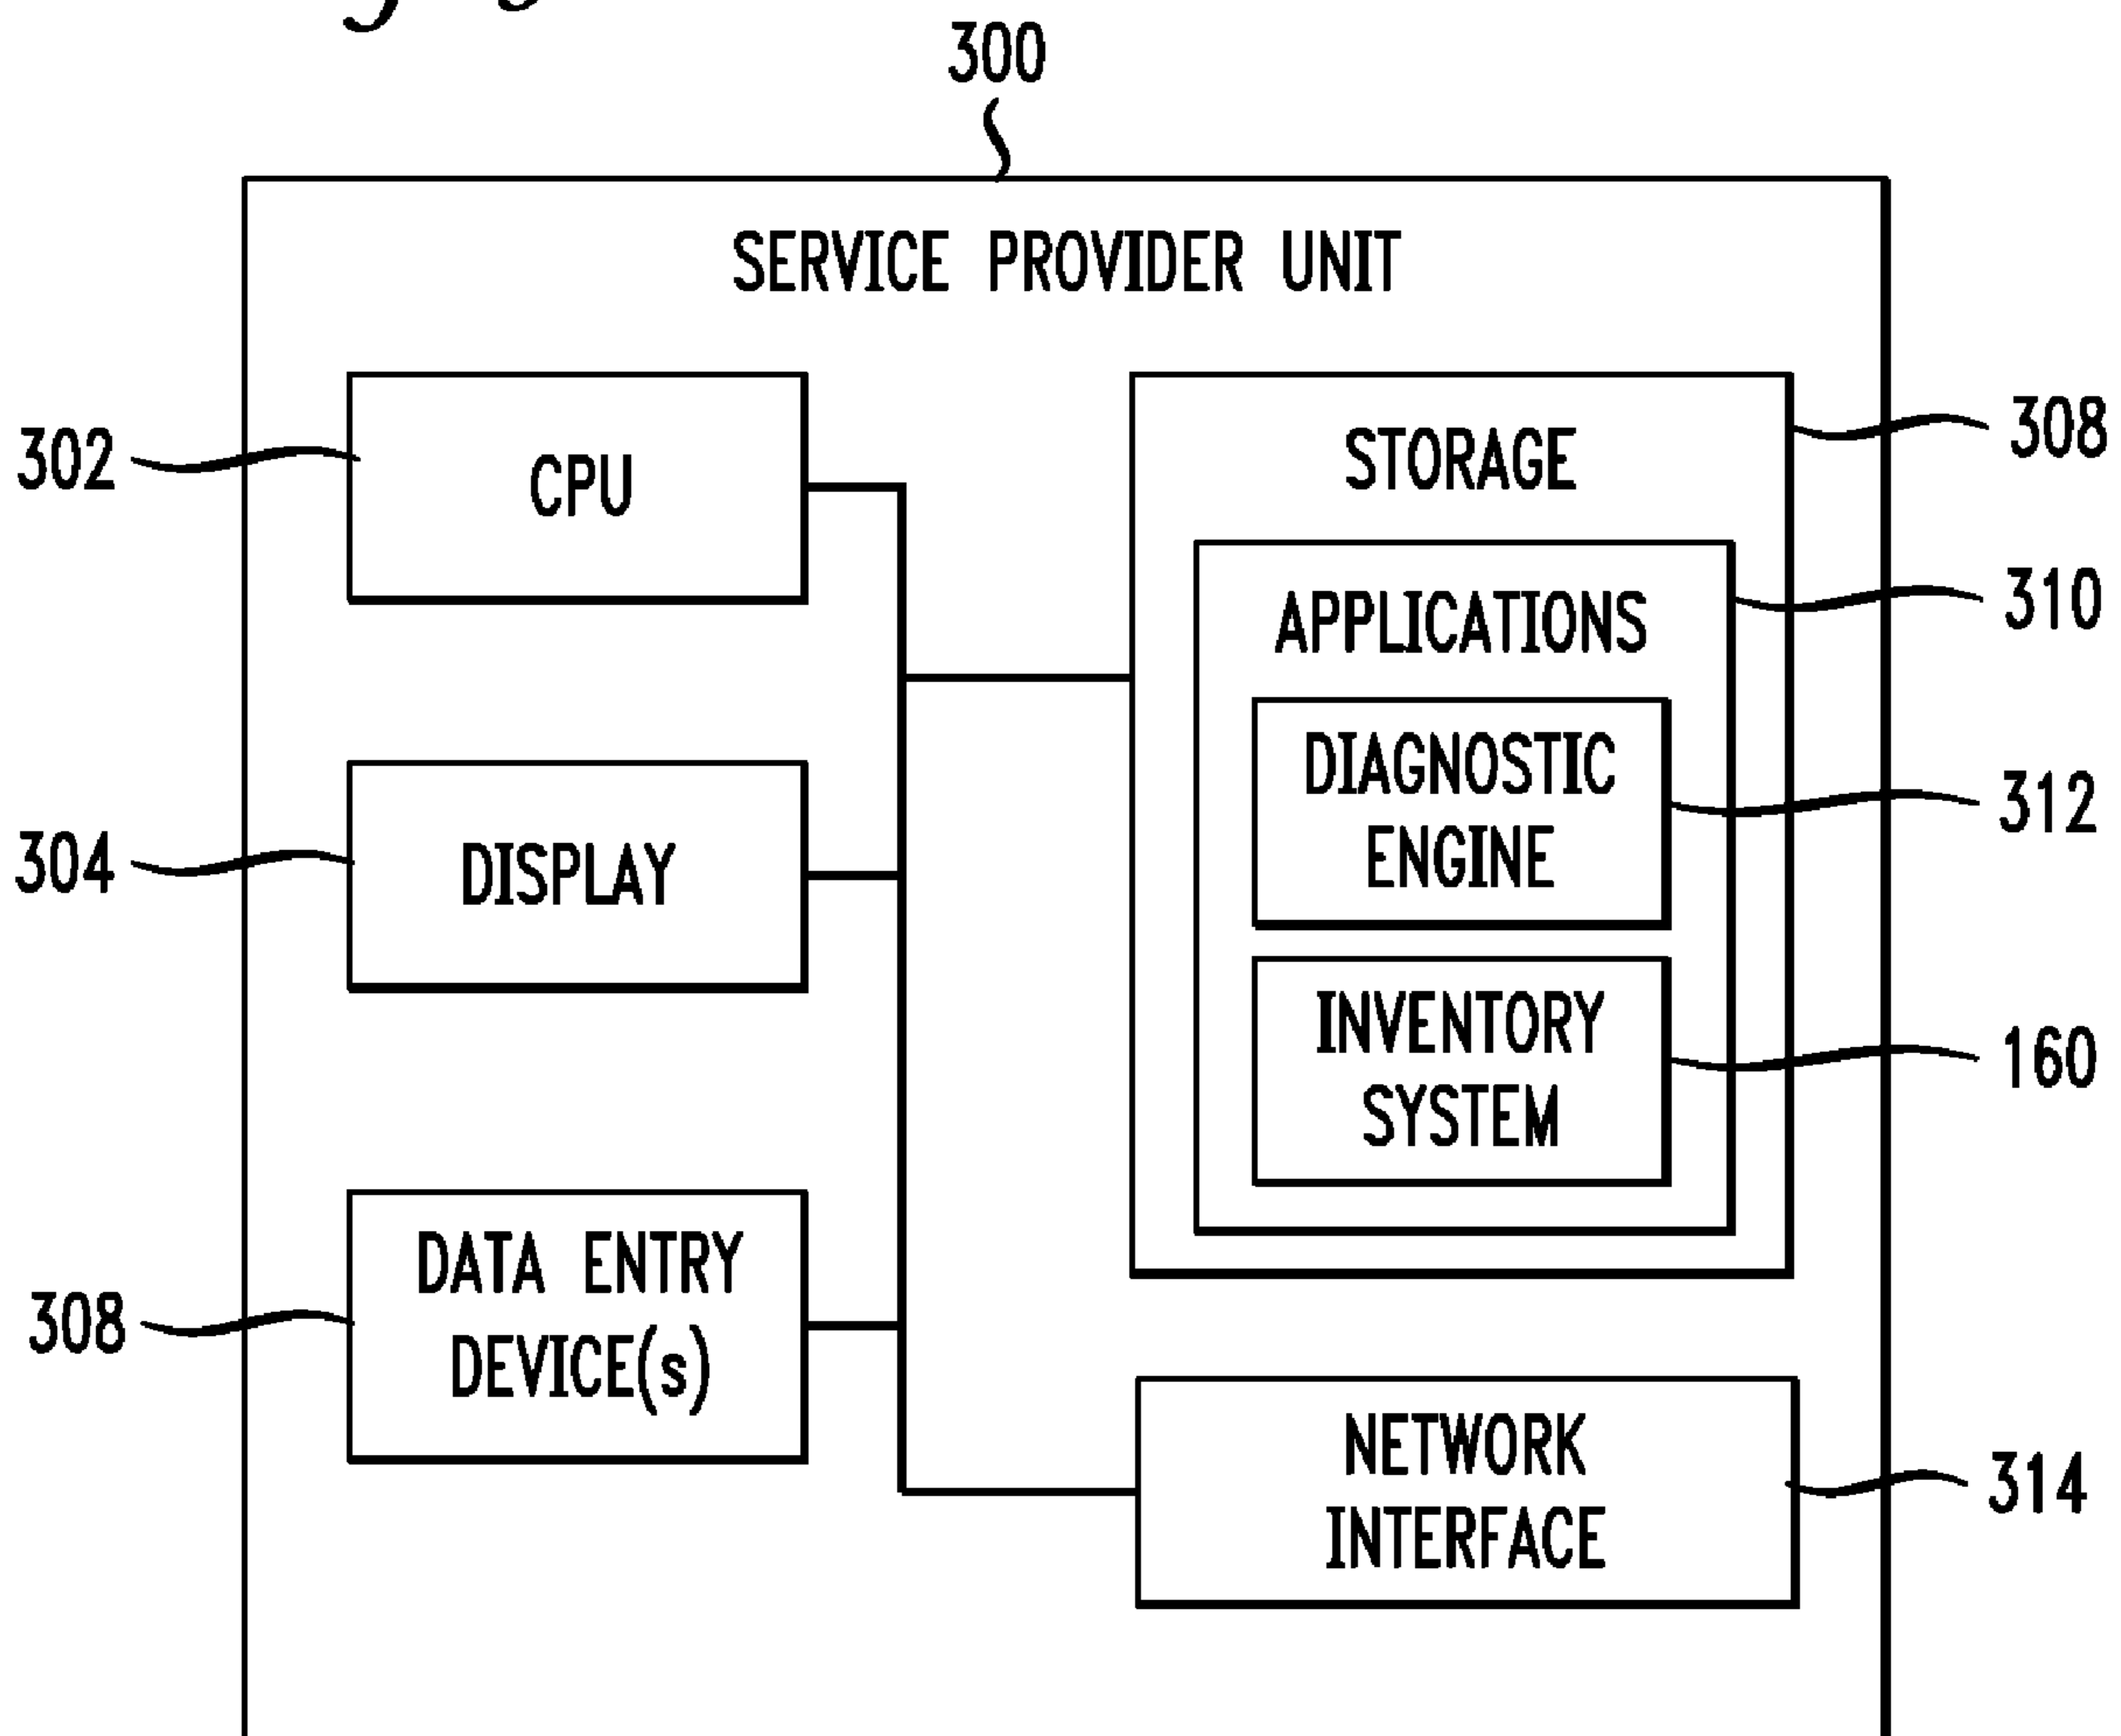 300
SERVICE PROVIDER UNIT
302
CPU
STORAGE
308
APPLICATIONS
310
DIAGNOSTIC
ENGINE
312
304
DISPLAY
INVENTORY
SYSTEM
160
308
DATA ENTRY
DEVICE(s)
NETWORK
INTERFACE
314